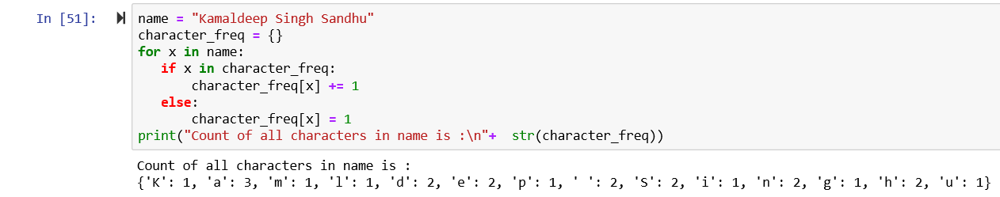 In [51]:
name = "Kamaldeep Singh Sandhu"
character_freq = {}
for x in name:
   if x in character_freq:
       character_freq[x] += 1
   else:
       character_freq[x] = 1
print("Count of all characters in name is :\n"+  str(character_freq))
Count of all characters in name is :
{'K': 1, 'a': 3, 'm': 1, 'l': 1, 'd': 2, 'e': 2, 'p': 1, ' ': 2, 'S': 2, 'i': 1, 'n': 2, 'g': 1, 'h': 2, 'u': 1}